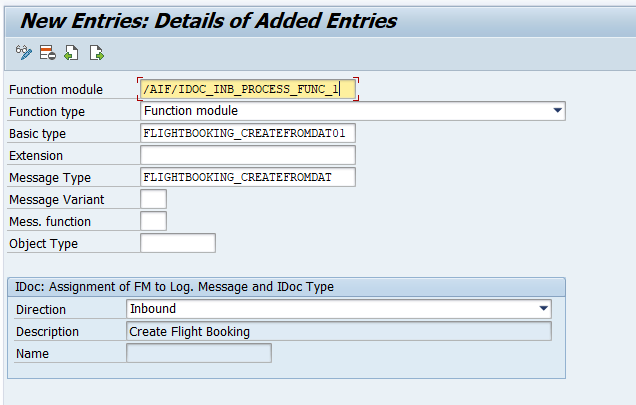 New Entries: Details of Added Entries
Function module /AIF/IDOC_INB_PROCESS_FUNC_1
Function type Function module
Basic type FLIGHTBOOKING_CREATEFROMDAT01
Extension
Message Type FLIGHTBOOKING_CREATEFROMDAT
Message Variant
Mess. function
Object Type
IDoc: Assignment of FM to Log. Message and IDoc Type
Direction Inbound
Description Create Flight Booking
Name